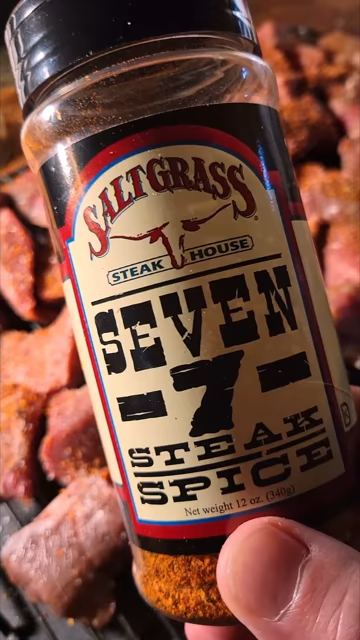 SALTGRASS
STEAK HOUSE
SEVEN
-7-
STEAK
SPICE
Net weight 12 oz. (340g)